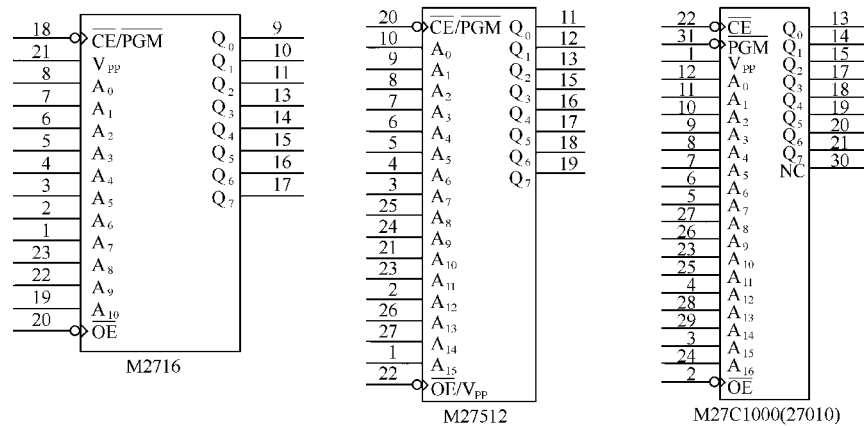 18 CE/PGM Q0 9
21 VPP Q1 10
8 A0 Q2 11
7 A1 Q3 13
6 A2 Q4 14
5 A3 Q5 15
4 A4 Q6 16
3 A5 Q7 17
2 A6
1 A7
23 A8
22 A9
19 A10
20 OE
M2716
20 CE/PGM Q0 11
10 A0 Q1 12
9 A1 Q2 13
8 A2 Q3 15
7 A3 Q4 16
6 A4 Q5 17
5 A5 Q6 18
4 A6 Q7 19
3 A7
25 A8
24 A9
21 A10
23 A11
2 A12
26 A13
27 A14
1 A15
22 OE/VPP
M27512
22 CE Q0 13
31 PGM Q1 14
1 VPP Q2 15
12 A0 Q3 17
11 A1 Q4 18
10 A2 Q5 19
9 A3 Q6 20
8 A4 Q7 21
7 A5 NC 30
6 A6
5 A7
27 A8
26 A9
23 A10
25 A11
4 A12
28 A13
29 A14
3 A15
24 A16
2 OE
M27C1000(27010)